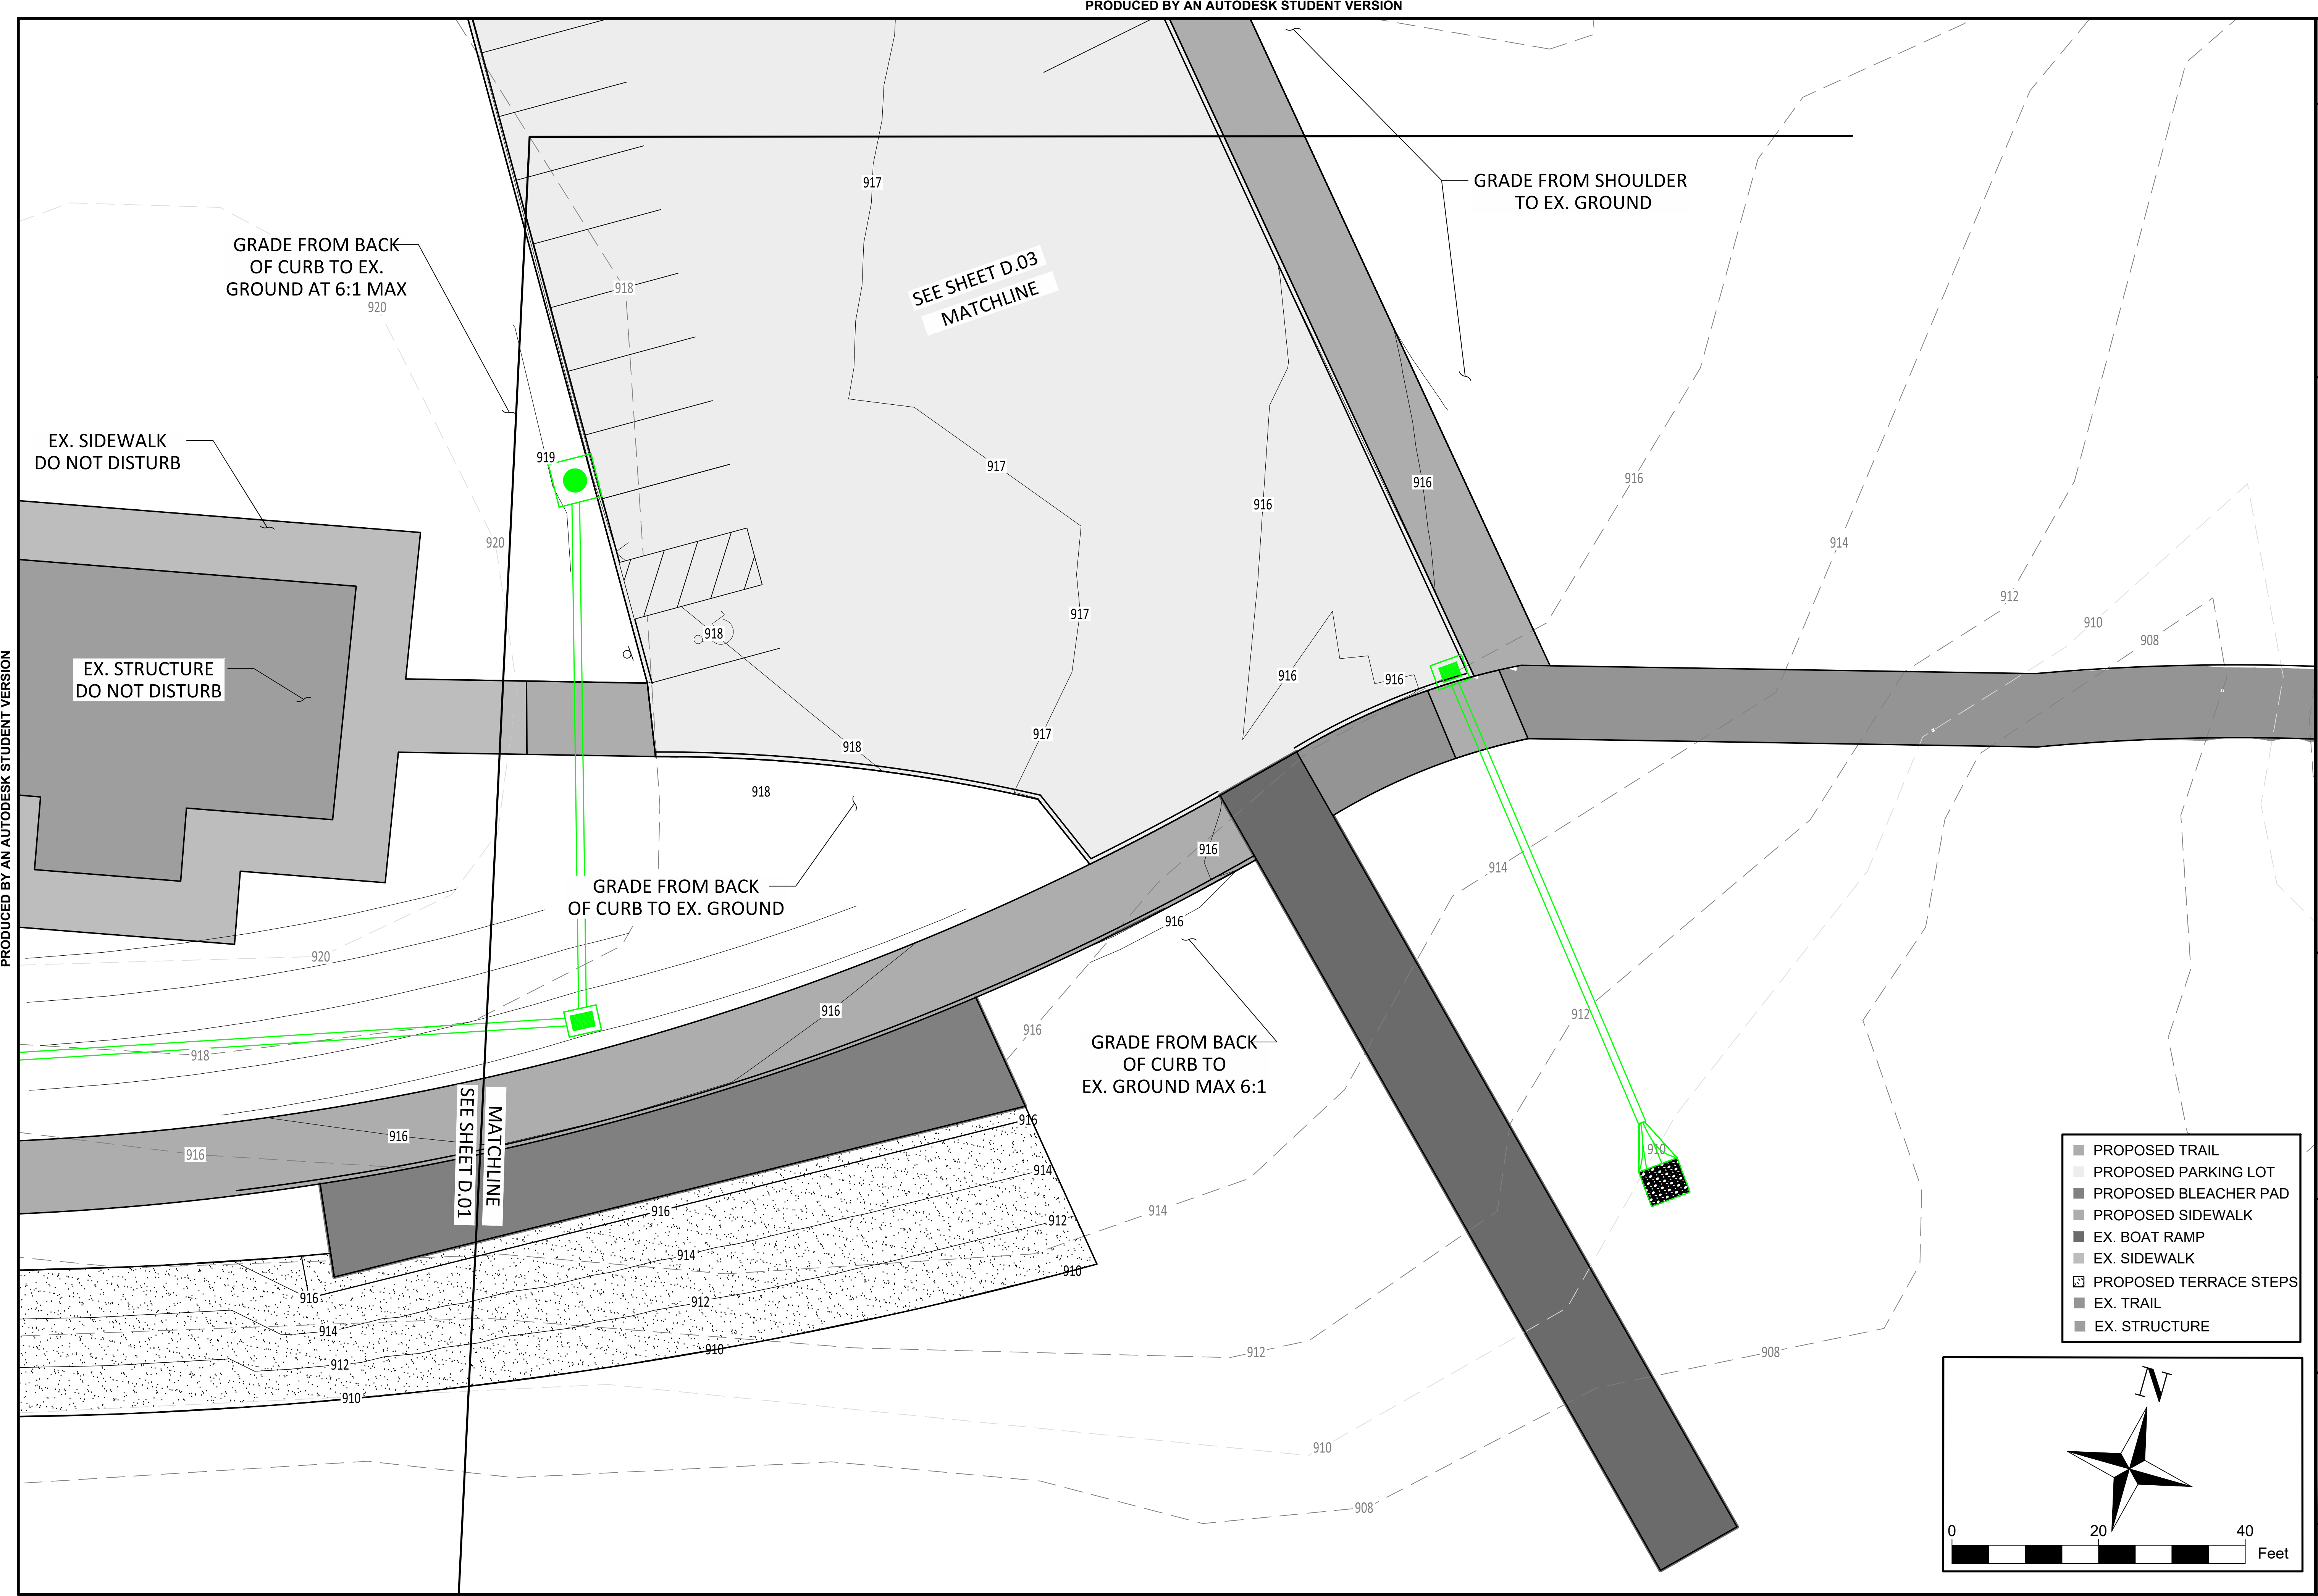 PRODUCED BY AN AUTODESK STUDENT VERSION
PRODUCED BY AN AUTODESK STUDENT VERSION
917
GRADE FROM SHOULDER
TO EX. GROUND
GRADE FROM BACK
OF CURB TO EX.
GROUND AT 6:1 MAX
920
918
SEE SHEET D.03
MATCHLINE
EX. SIDEWALK
DO NOT DISTURB
919
917
916
916
916
920
914
912
910
908
917
918
EX. STRUCTURE
DO NOT DISTURB
916
916
917
918
918
916
914
GRADE FROM BACK
OF CURB TO EX. GROUND
916
920
916
916
912
GRADE FROM BACK
OF CURB TO
EX. GROUND MAX 6:1
918
SEE SHEET D.01
MATCHLINE
916
916
916
914
910
916
912
914
914
910
916
912
914
912
910
910
912
908
910
908
PROPOSED TRAIL
PROPOSED PARKING LOT
PROPOSED BLEACHER PAD
PROPOSED SIDEWALK
EX. BOAT RAMP
EX. SIDEWALK
PROPOSED TERRACE STEPS
EX. TRAIL
EX. STRUCTURE
N
0 20 40
Feet